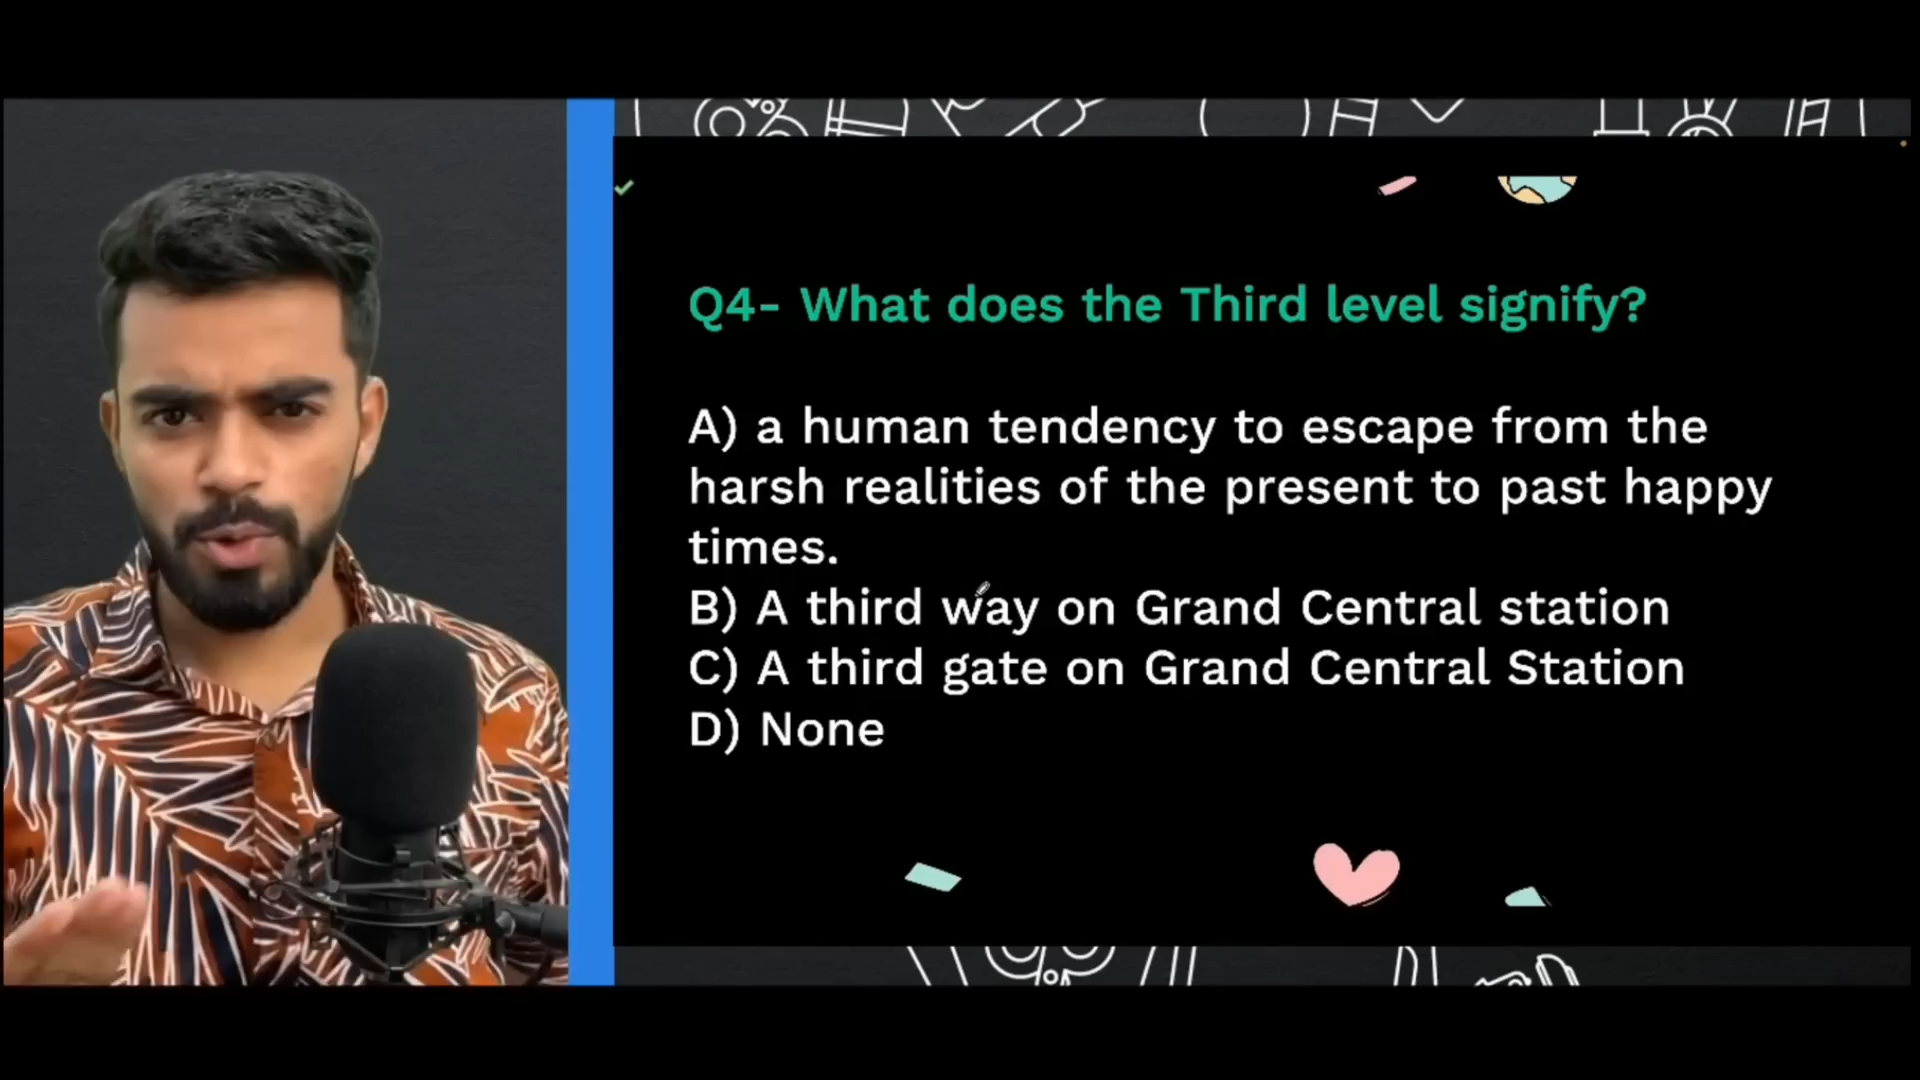 Q4- What does the Third level signify?
A) a human tendency to escape from the
harsh realities of the present to past happy
times.
B) A third way on Grand Central station
C) A third gate on Grand Central Station
D) None